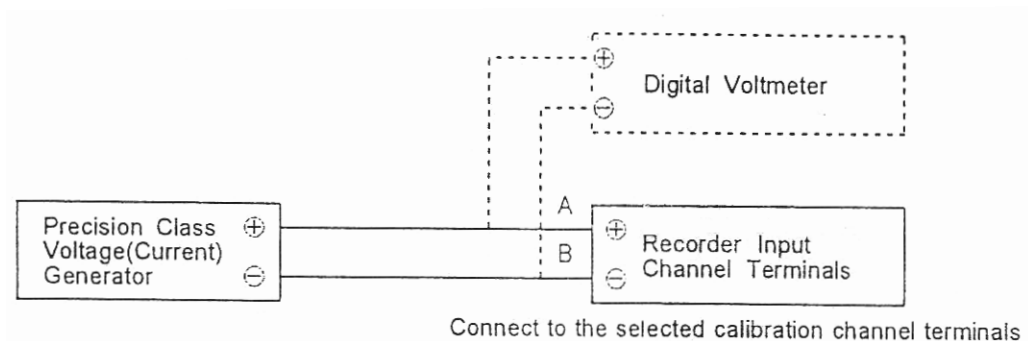 Digital Voltmeter
A
Precision Class
Voltage(Current)
Generator
B
Recorder Input
Channel Terminals
Connect to the selected calibration channel terminals